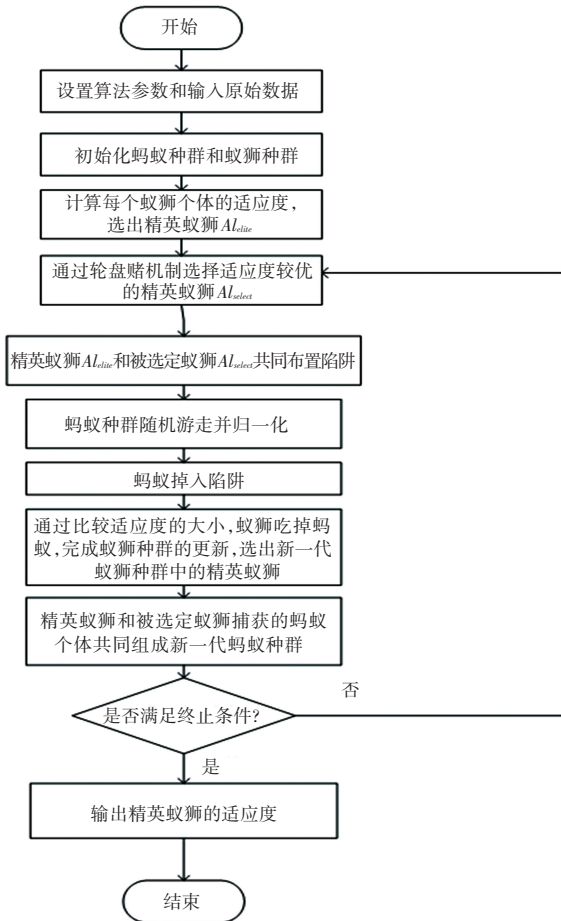 开始
设置算法参数和输入原始数据
初始化蚂蚁种群和蚁狮种群
计算每个蚁狮个体的适应度，
选出精英蚁狮Al_elite
通过轮盘赌机制选择适应度较优
的精英蚁狮Al_select
精英蚁狮Al_elite和被选定蚁狮Al_select共同布置陷阱
蚂蚁种群随机游走并归一化
蚂蚁掉入陷阱
通过比较适应度的大小，蚁狮吃掉蚂
蚁，完成蚁狮种群的更新，选出新一代
蚁狮种群中的精英蚁狮
精英蚁狮和被选定蚁狮捕获的蚂蚁
个体共同组成新一代蚂蚁种群
是否满足终止条件?
否
是
输出精英蚁狮的适应度
结束